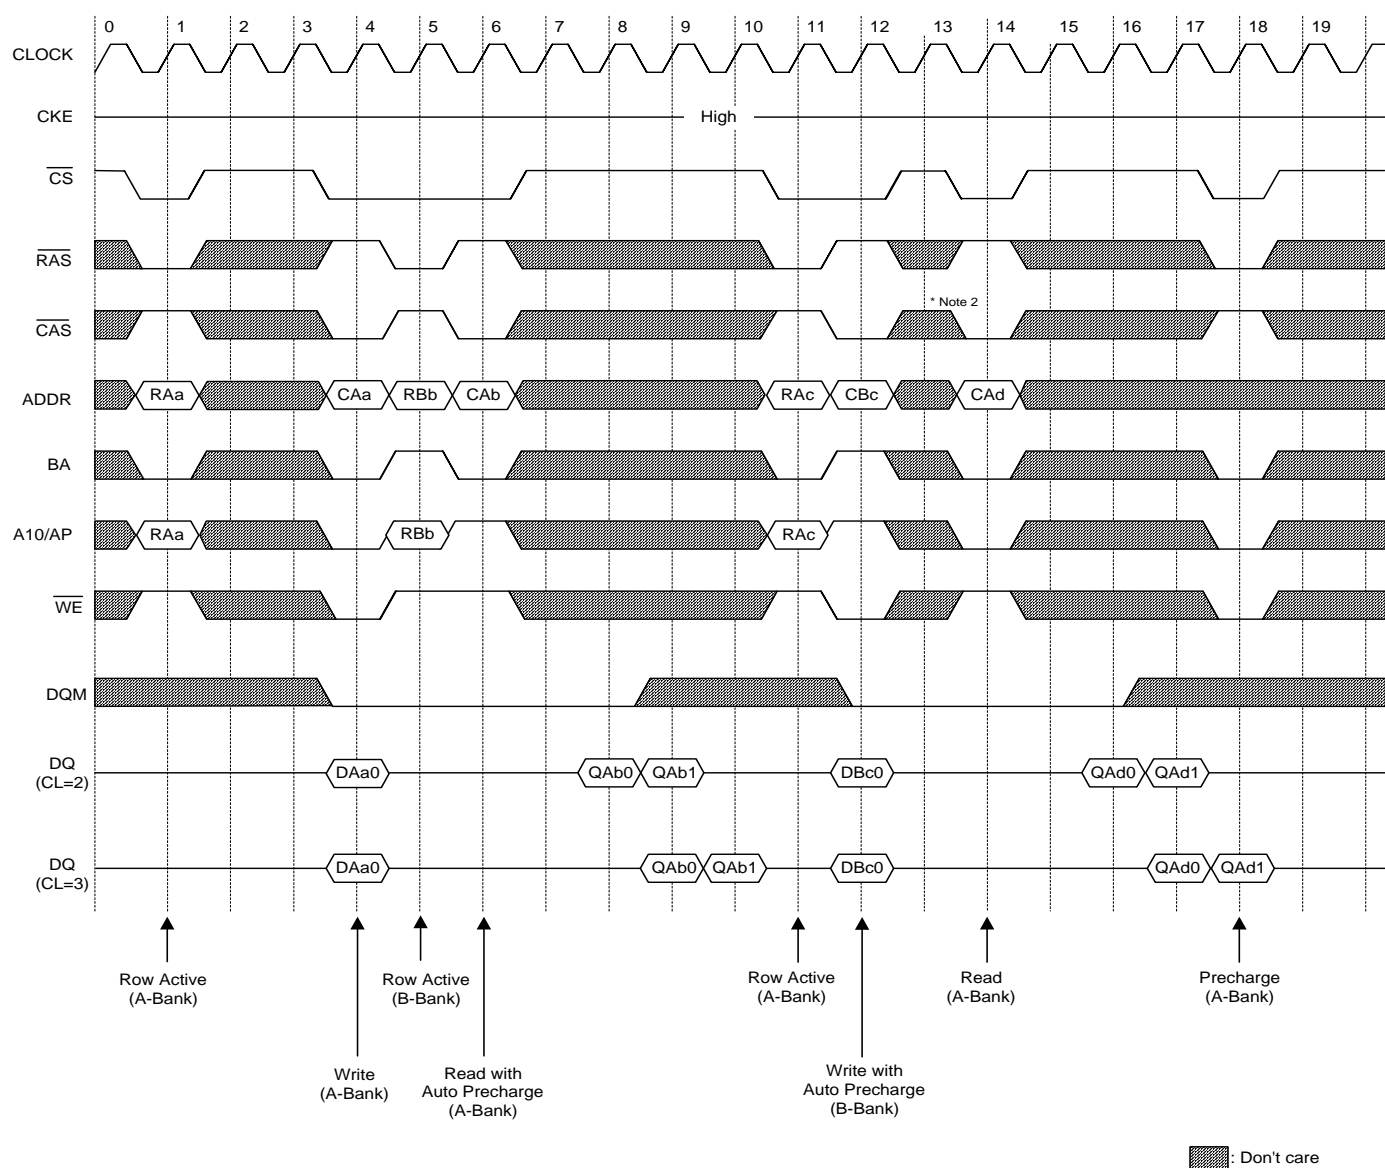 0 1 2 3 4 5 6 7 8 9 10 11 12 13 14 15 16 17 18 19
CLOCK
CKE
High
CS
RAS
* Note 2
CAS
ADDR RAa CAa RBb CAb RAc CBc CAd
BA
A10/AP RAa RBb RAc
WE
DQM
DQ
(CL=2)
DAa0 QAb0 QAb1 DBc0 QAd0 QAd1
DQ
(CL=3)
DAa0 QAb0 QAb1 DBc0 QAd0 QAd1
Row Active
(A-Bank)
Row Active
(B-Bank)
Row Active
(A-Bank)
Read
(A-Bank)
Precharge
(A-Bank)
Write
(A-Bank)
Read with
Auto Precharge
(A-Bank)
Write with
Auto Precharge
(B-Bank)
: Don't care